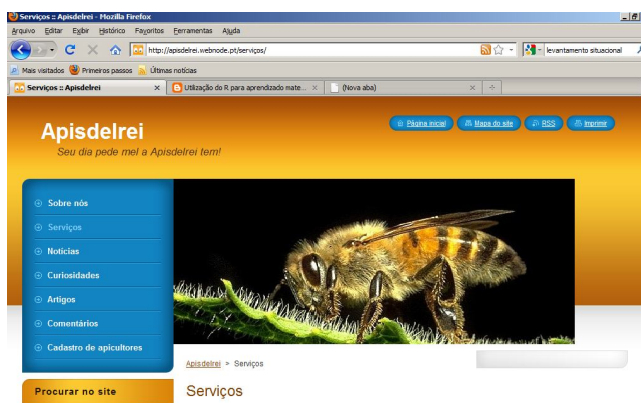 Serviços :: Apisdelrei - Mozilla Firefox
Arquivo Editar Exibir Histórico Favoritos Ferramentas Ajuda
http://apisdelrei.webnode.pt/serviços/ levantamento situacional
Mais visitados Primeiros passos Últimas notícias
Serviços :: Apisdelrei Utilização do R para aprendizado mate... (Nova aba)
Página inicial Mapa do site RSS Imprimir
Apisdelrei
Seu dia pede mel a Apisdelrei tem!
Sobre nós
Serviços
Notícias
Curiosidades
Artigos
Comentários
Cadastro de apicultores
Apisdelrei > Serviços
Procurar no site
Serviços